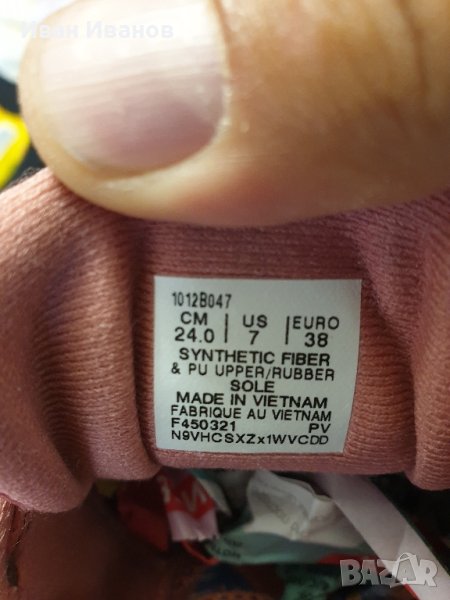 Иван Иванов
1012B047
CM | US | EURO
24.0 | 7 | 38
SYNTHETIC FIBER
& PU UPPER/RUBBER
SOLE
MADE IN VIETNAM
FABRIQUE AU VIETNAM
F450321 PV
N9VHCSXZx1WVCDD
BAZAR